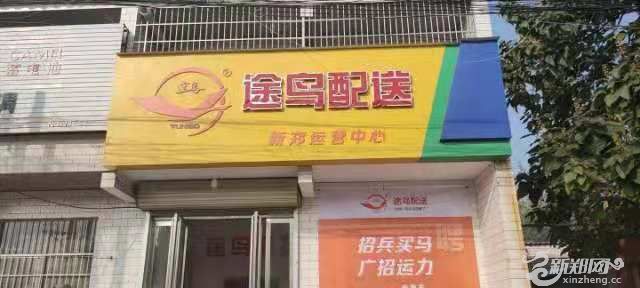 途鸟配送
新郑运营中心
途鸟配送
招兵买马
广招运力
聘
新郑网
xinzheng.cc